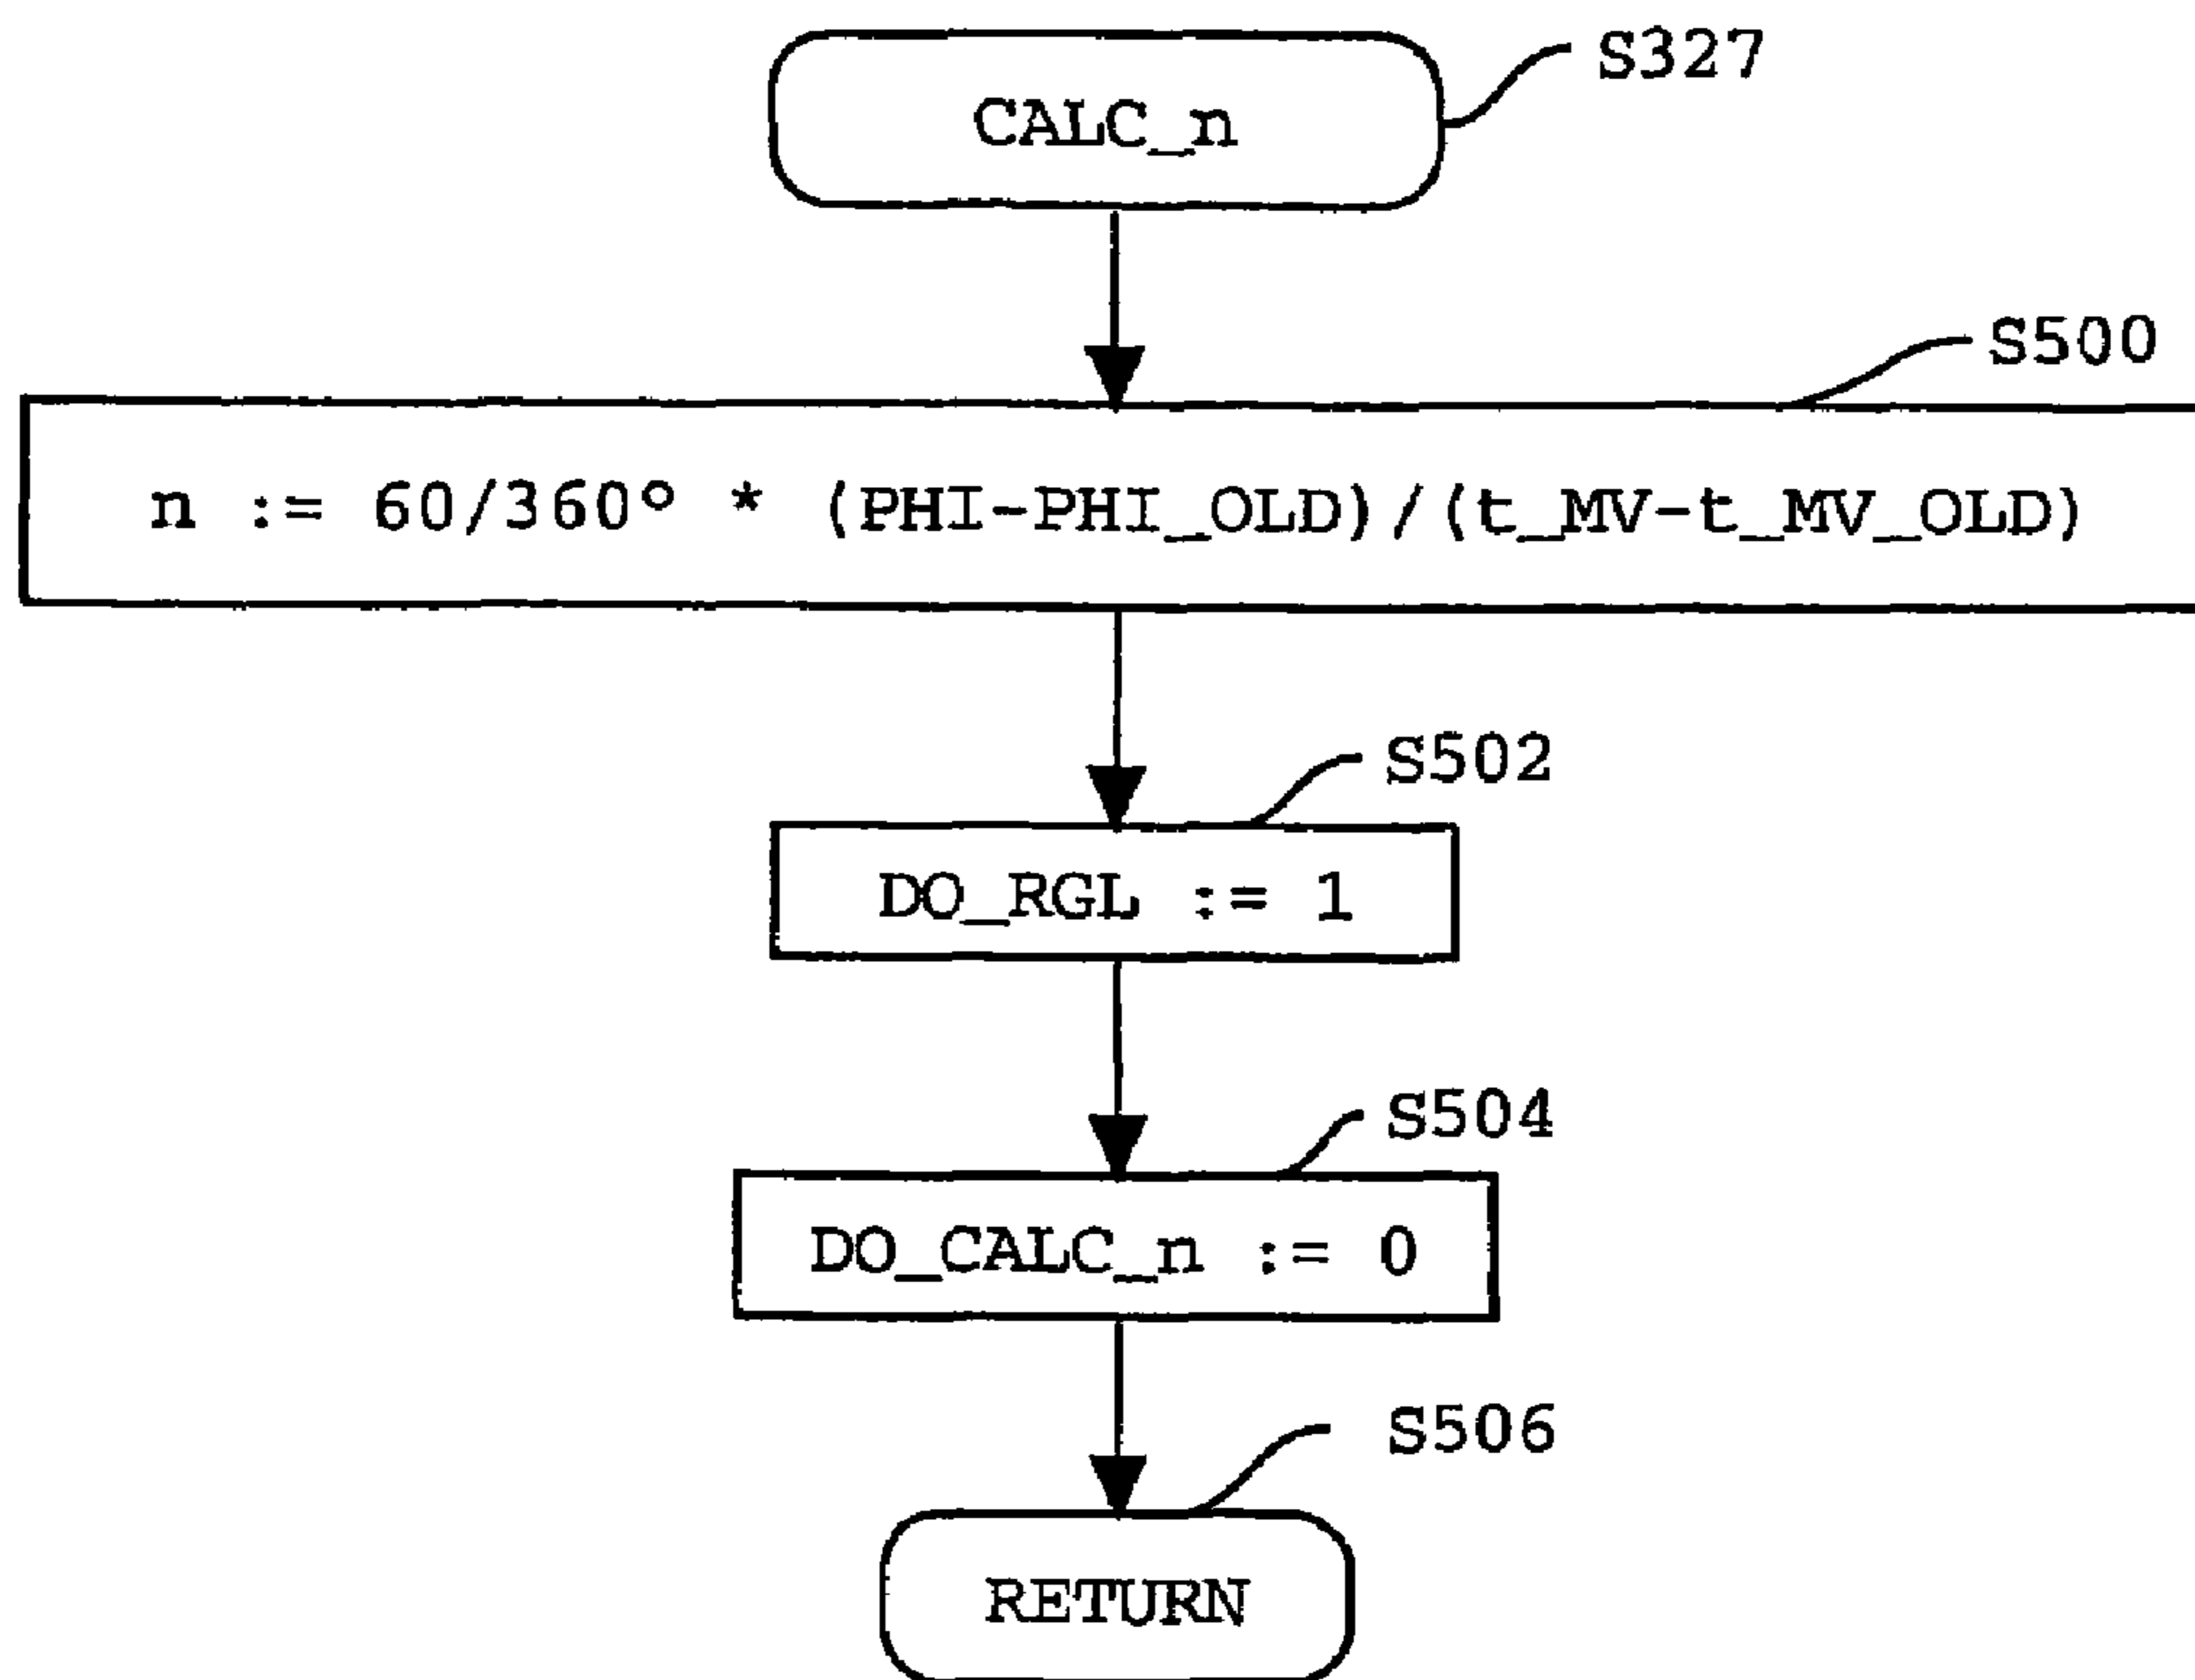 S327
CALC_n
S500
n := 60/360° * (PHI-PHI_OLD)/(t_MV-t_MV_OLD)
S502
DO_RGL := 1
S504
DO_CALC_n := 0
S506
RETURN